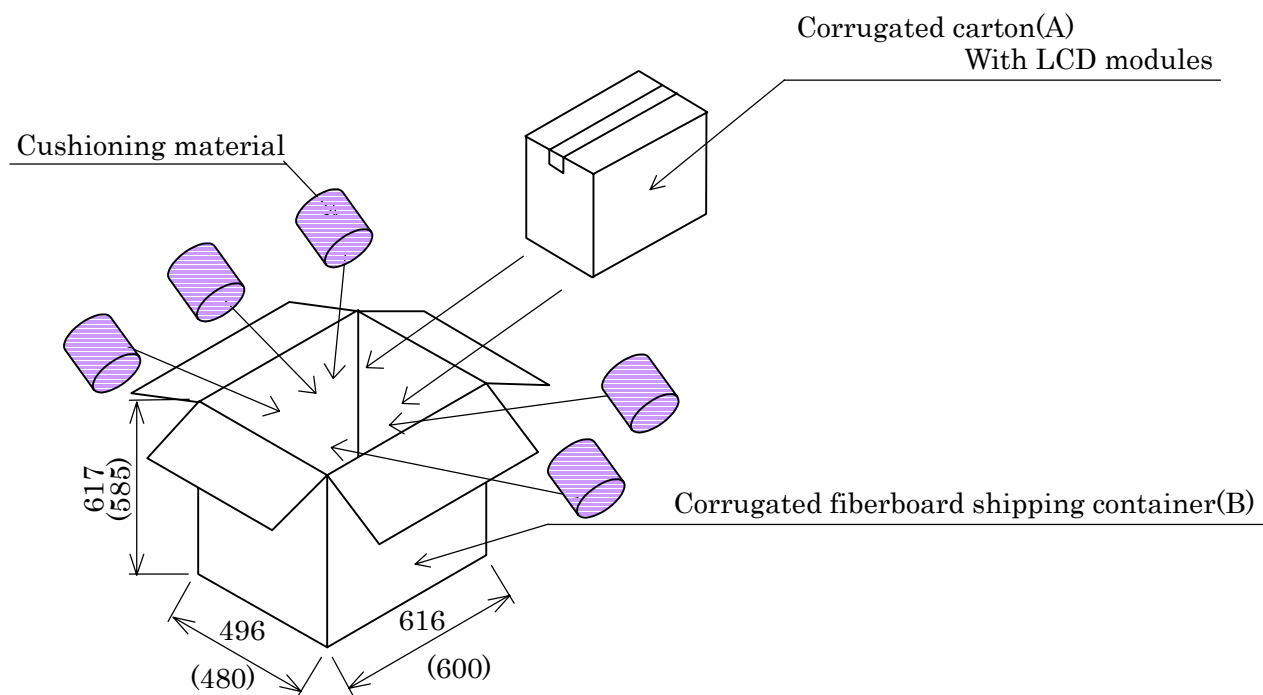 Corrugated carton(A)
With LCD modules
Cushioning material
617
(585)
Corrugated fiberboard shipping container(B)
496
(480)
616
(600)